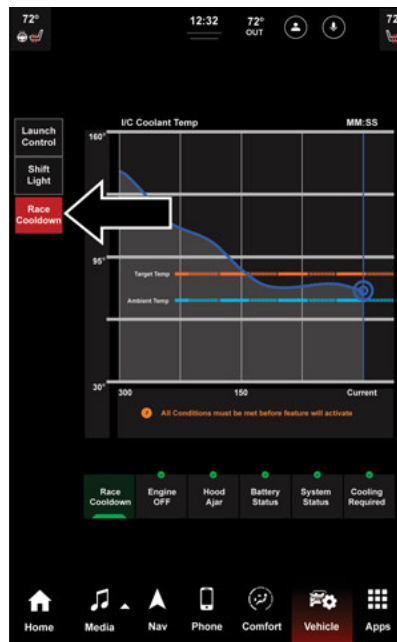 72°
12:32
72°
OUT
72
Launch
Control
Shift
Light
Race
Cooldown
I/C Coolant Temp
MM:SS
160°
95°
Target Temp
Ambient Temp
30°
300
150
Current
All Conditions must be met before feature will activate
Race
Cooldown
Engine
OFF
Hood
Ajar
Battery
Status
System
Status
Cooling
Required
Home
Media
Nav
Phone
Comfort
Vehicle
Apps